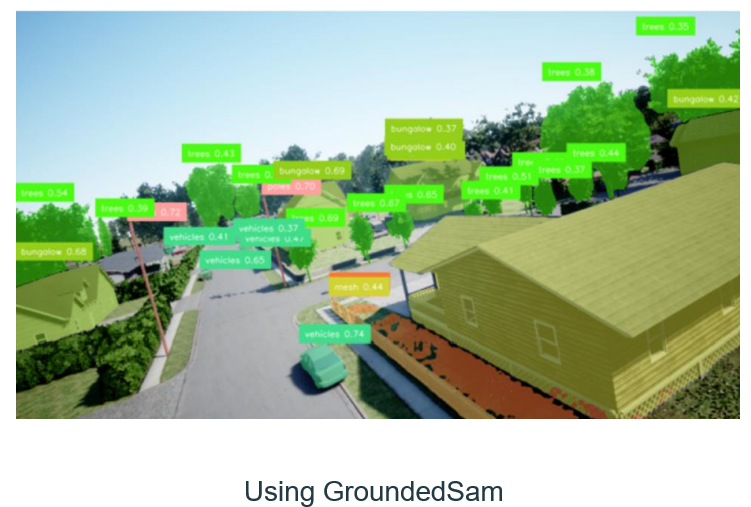 trees 0.35
trees 0.38
bungalow 0.42
bungalow 0.37
bungalow 0.40
trees 0.43
trees 0.44
bungalow 0.69
trees 0.37
trees 0.51
poles 0.70
trees 0.54
trees 0.41
0.65
trees 0.67
trees 0.39
0.72
0.69
vehicles 0.37
vehicles 0.41
vehicles 0.47
bungalow 0.68
vehicles 0.65
mesh 0.44
vehicles 0.74
Using GroundedSam